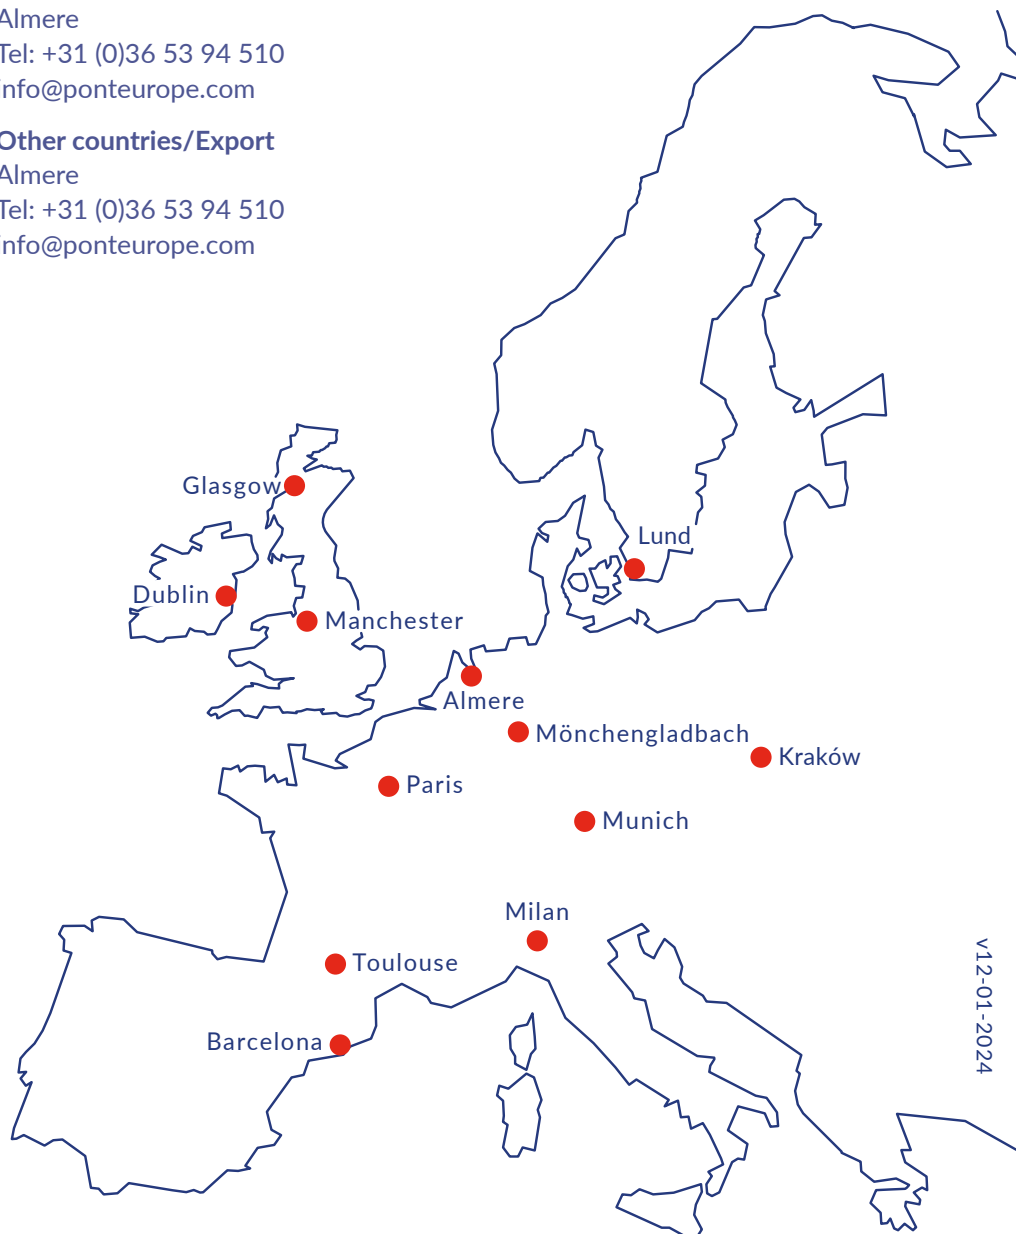 Almere
Tel: +31 (0)36 53 94 510
info@ponteurope.com
Other countries/Export
Almere
Tel: +31 (0)36 53 94 510
info@ponteurope.com
Glasgow
Lund
Dublin
Manchester
Almere
Mönchengladbach
Kraków
Paris
Munich
Milan
Toulouse
Barcelona
v12-01-2024